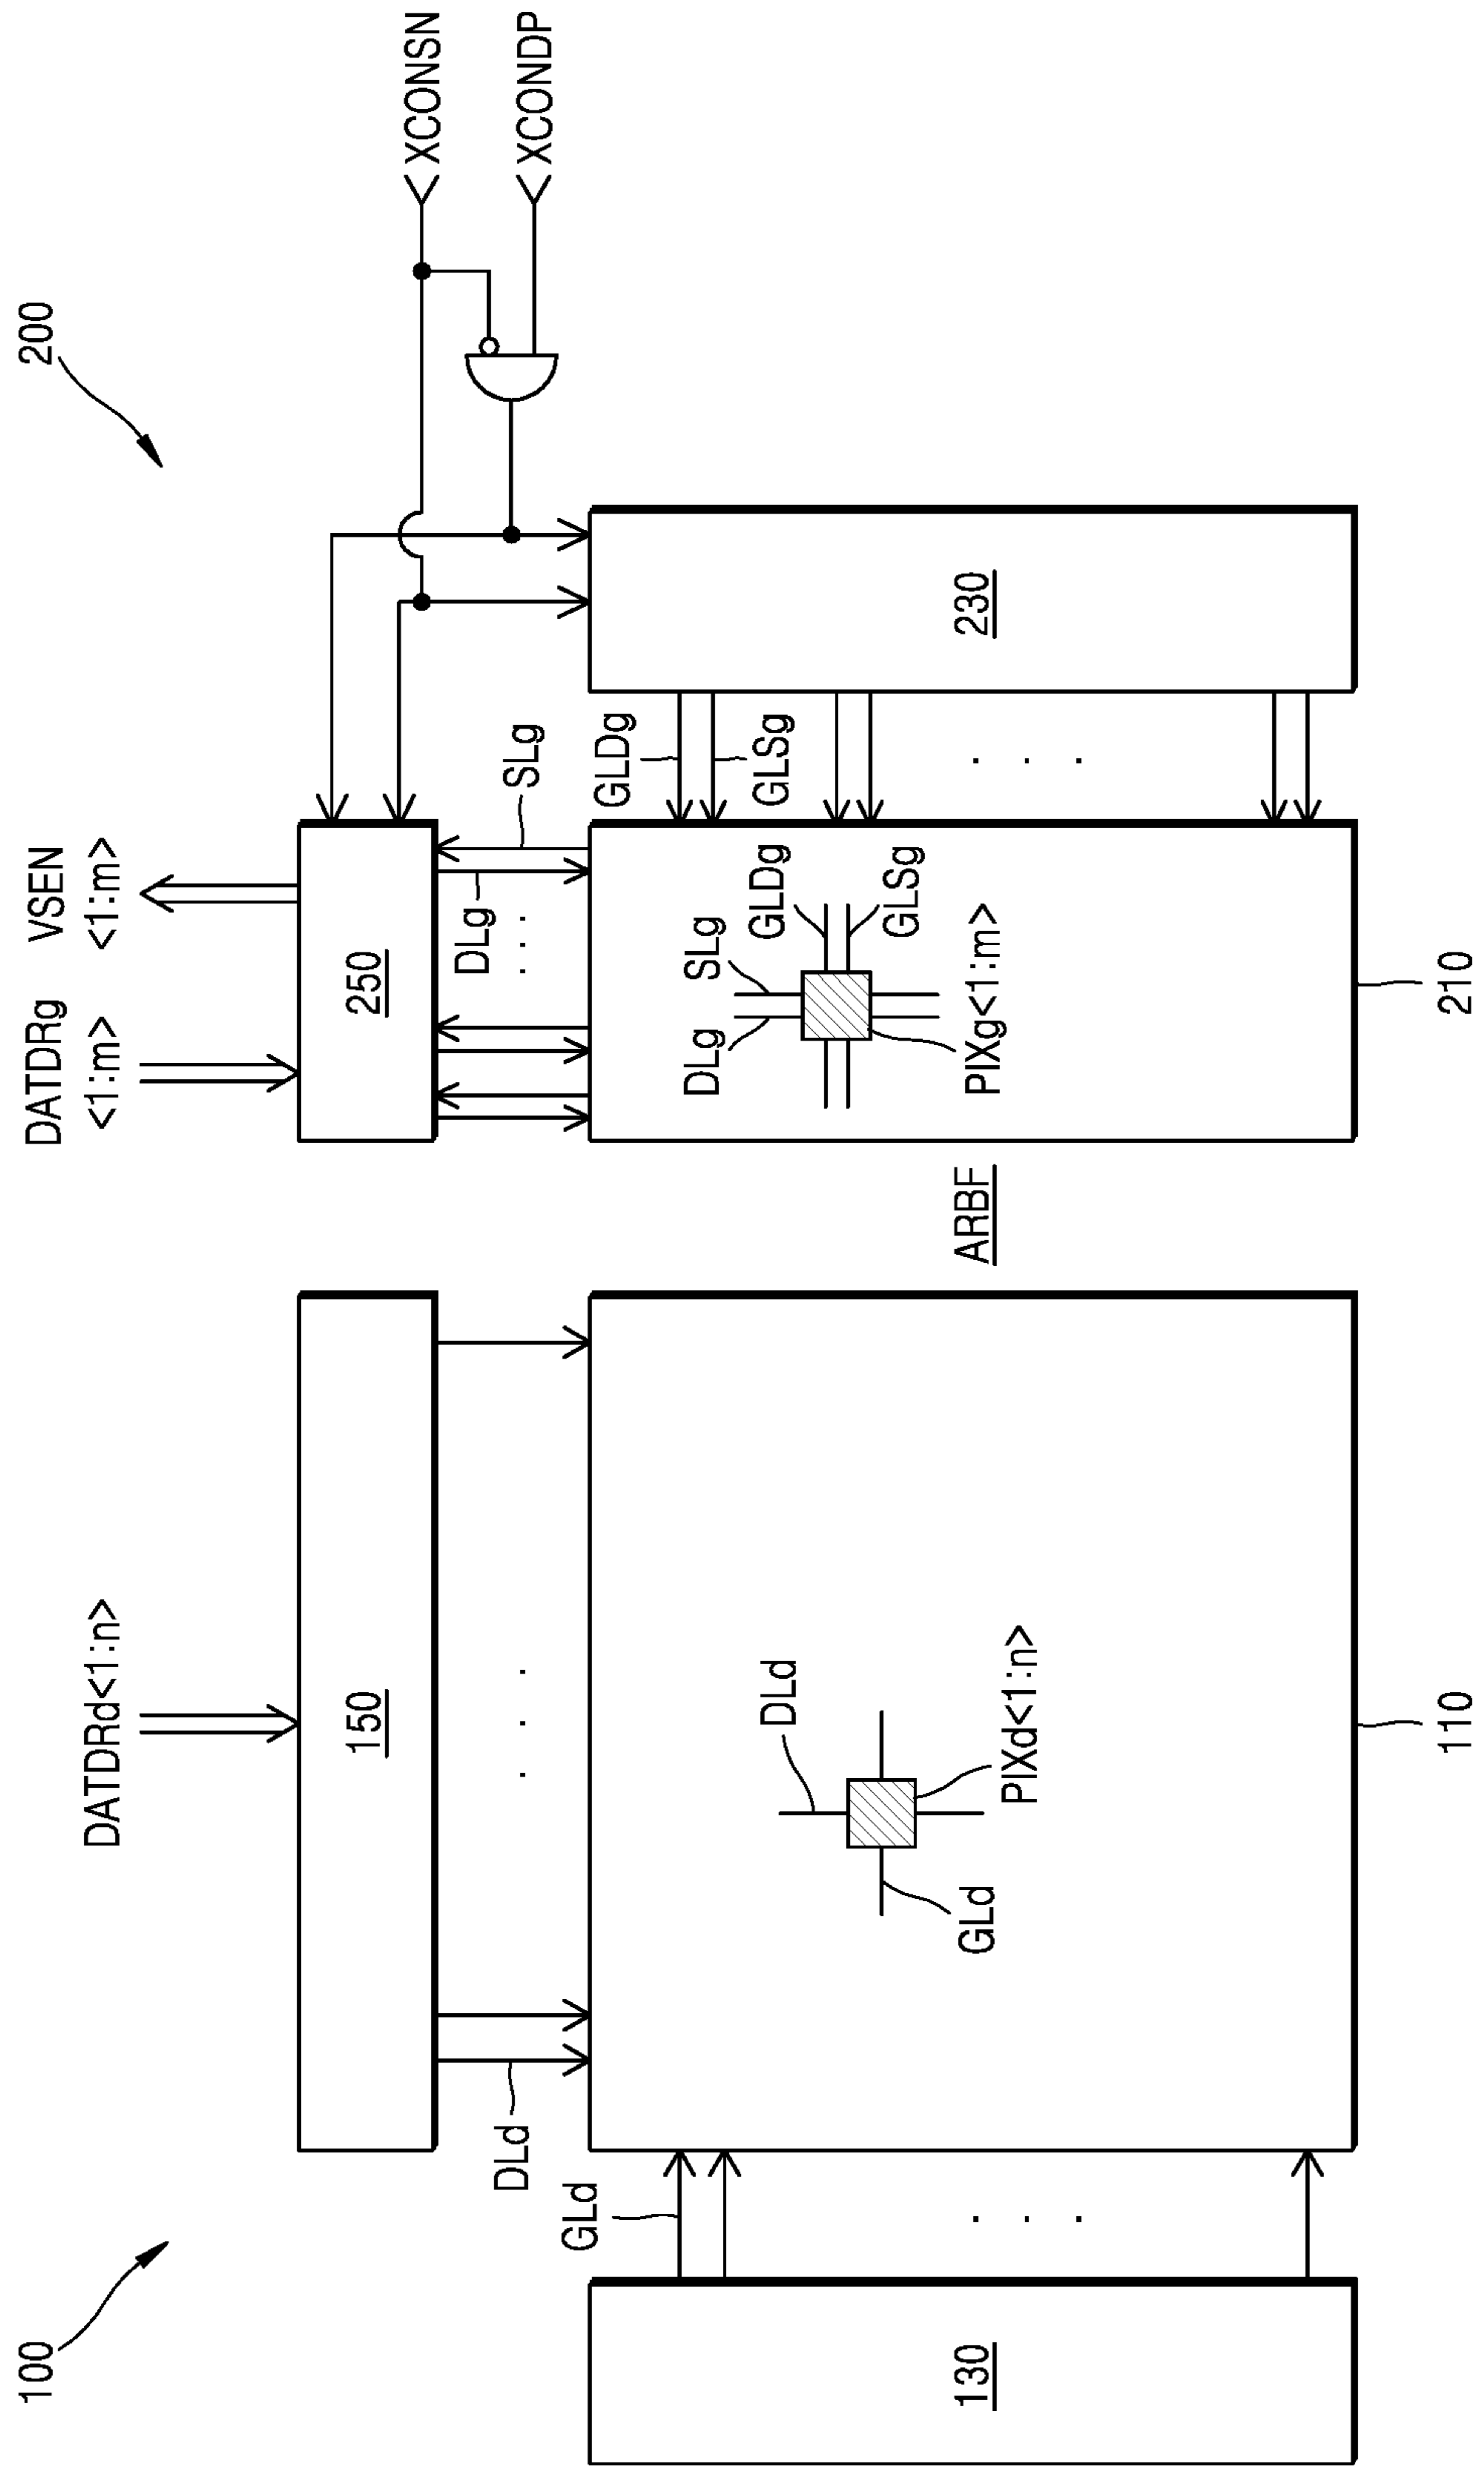 100
200
DATDRd<1:n>
DATDRg
<1:m>
VSEN
<1:m>
XCONSN
XCONDP
150
250
DLd
DLg
SLg
GLd
GLDg
GLSg
130
110
DLd
GLd
PIXd<1:n>
ARBF
210
DLg
SLg
GLDg
GLSg
PIXg<1:m>
230